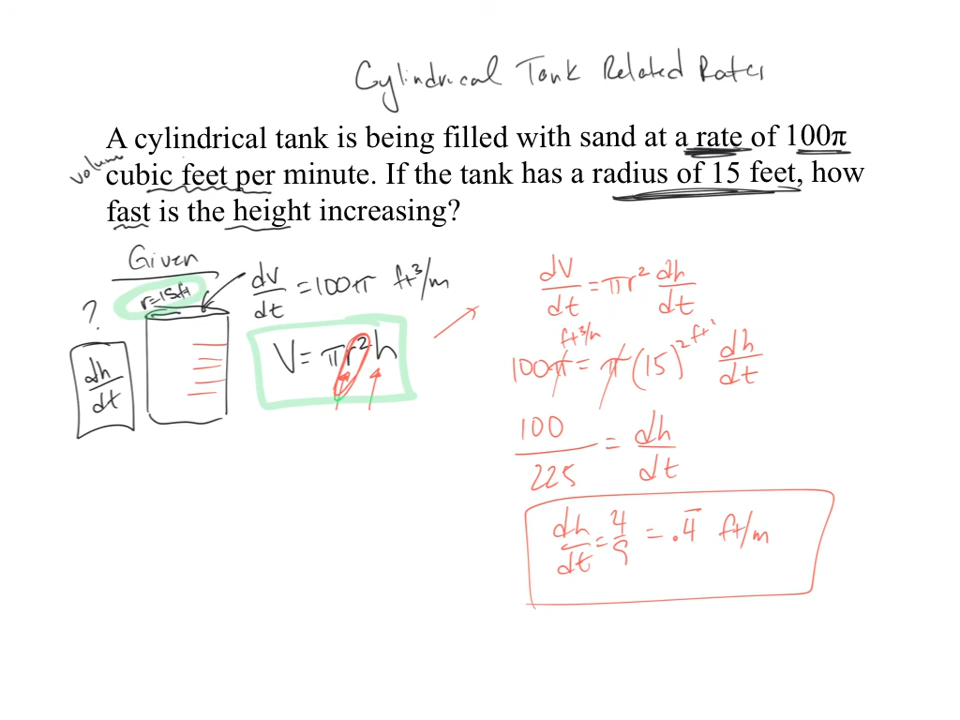 Cylindrical Tank Related Rates
A cylindrical tank is being filled with sand at a rate of 100π
volume
cubic feet per minute. If the tank has a radius of 15 feet, how
fast is the height increasing?
Given
r=15ft
dV/dt = 100π ft³/m
?
dh/dt
V = πr²h
dV/dt = πr² dh/dt
ft³/m
100π = π(15)² ft² dh/dt
100/225 = dh/dt
dh/dt = 4/9 = .4̅ ft/m